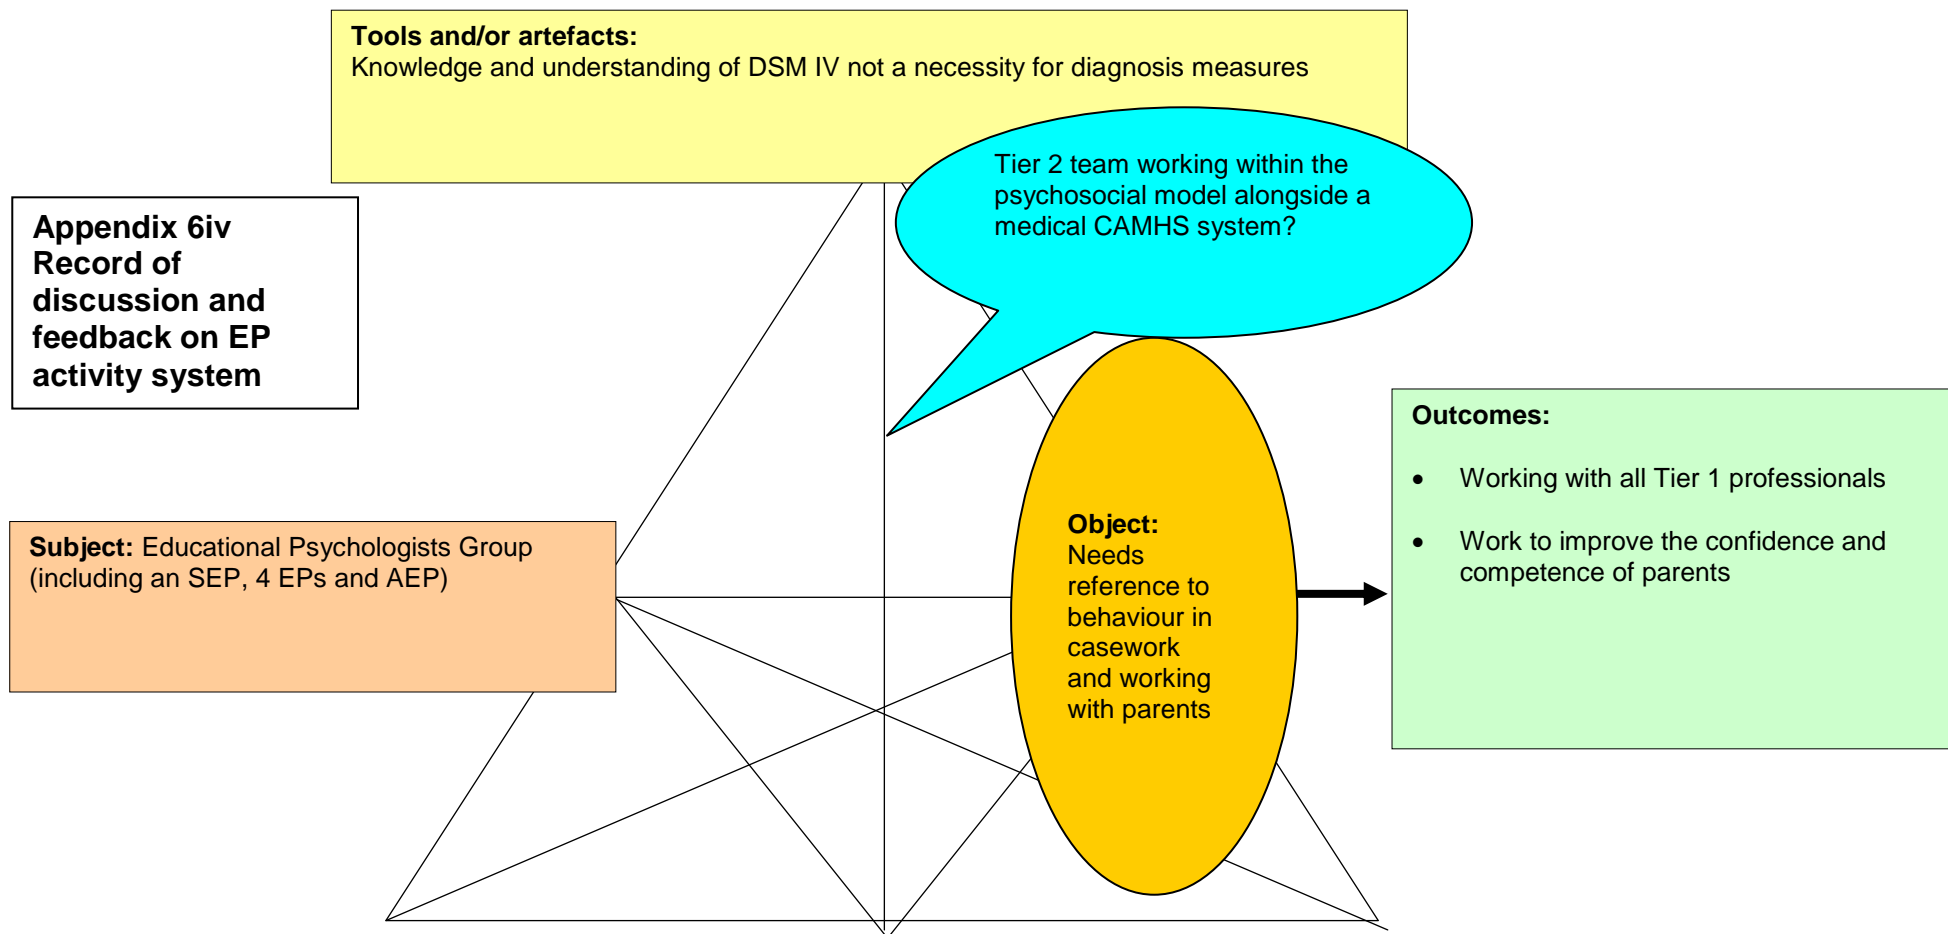 Tools and/or artefacts:
Knowledge and understanding of DSM IV not a necessity for diagnosis measures
Tier 2 team working within the
psychosocial model alongside a
medical CAMHS system?
Appendix 6iv
Record of
discussion and
feedback on EP
activity system
Subject: Educational Psychologists Group
(including an SEP, 4 EPs and AEP)
Object:
Needs
reference to
behaviour in
casework
and working
with parents
Outcomes:
• Working with all Tier 1 professionals
• Work to improve the confidence and
competence of parents